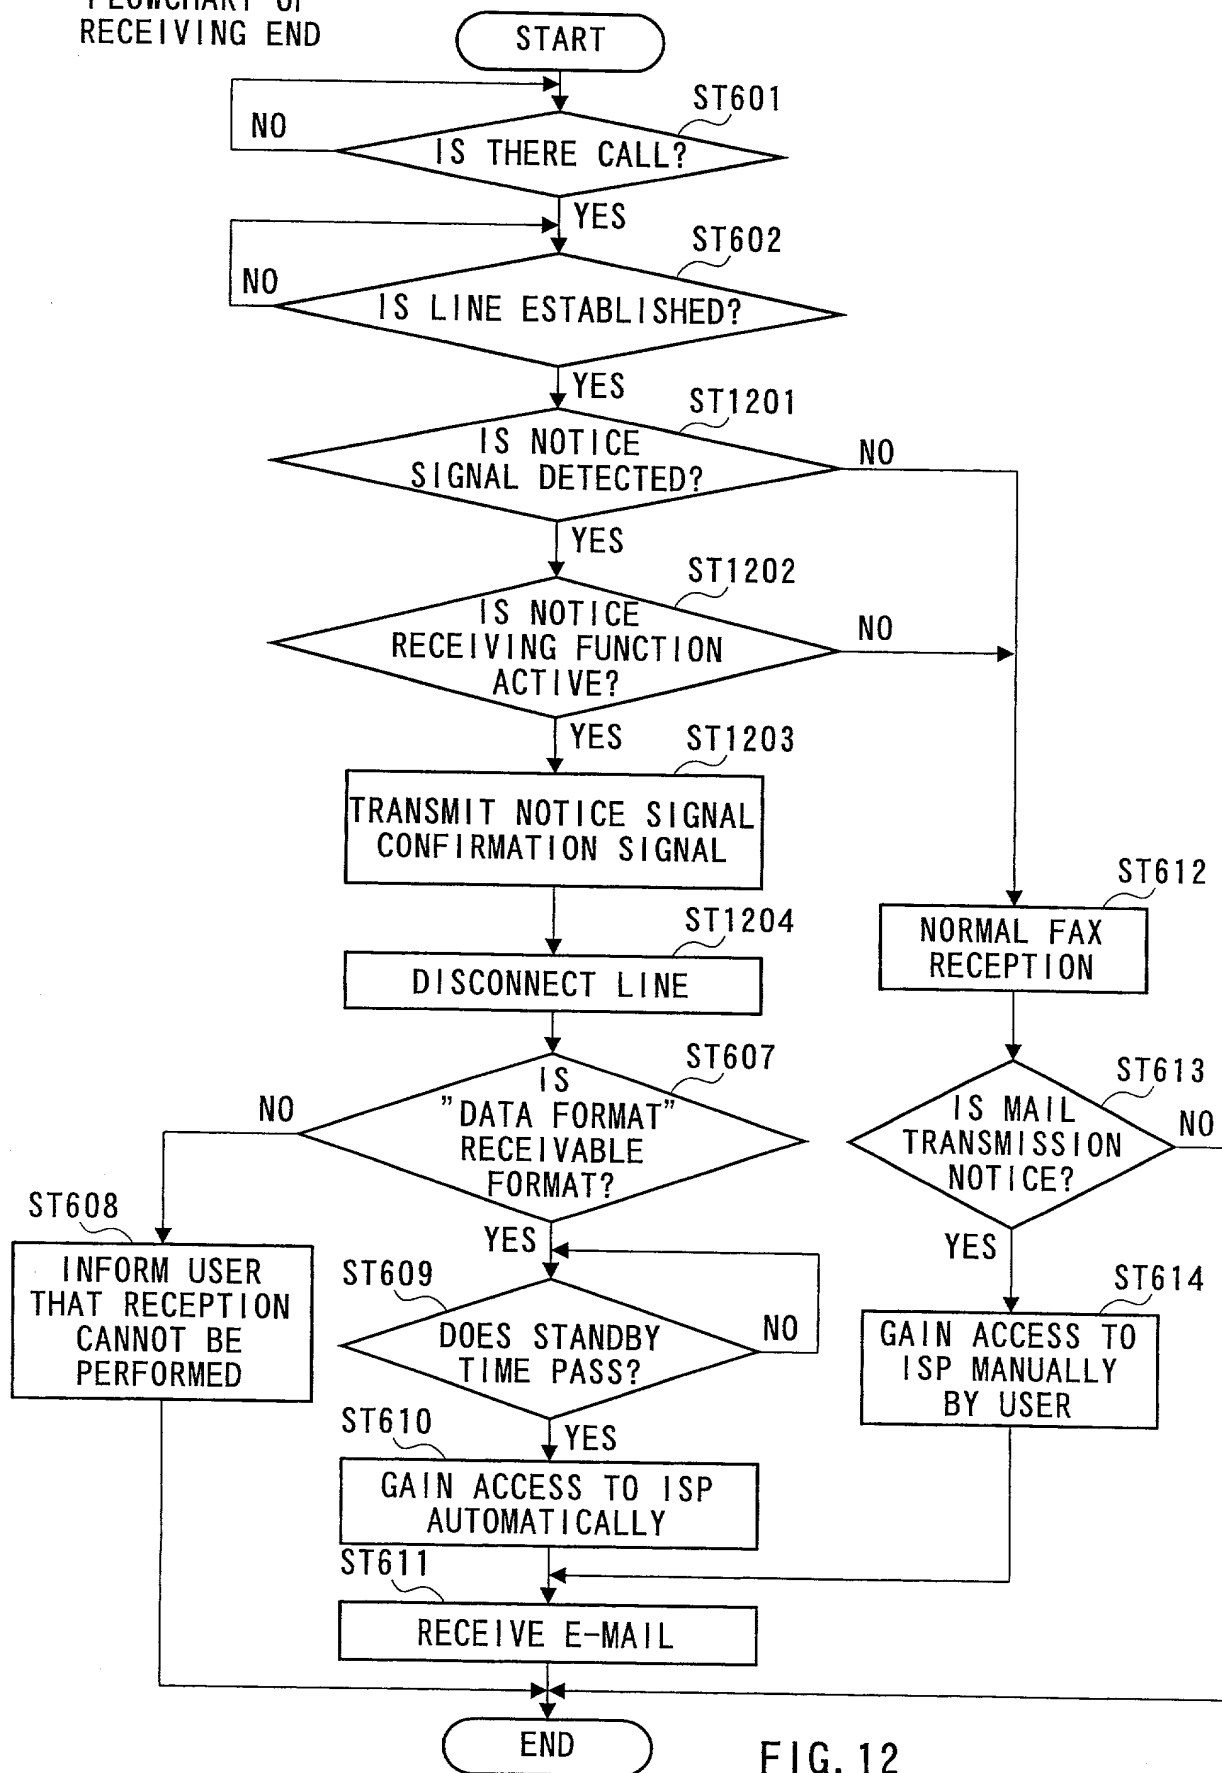 FLOWCHART OF
RECEIVING END
START
ST601
NO
IS THERE CALL?
YES
ST602
NO
IS LINE ESTABLISHED?
YES
ST1201
IS NOTICE
SIGNAL DETECTED?
NO
YES
ST1202
IS NOTICE
RECEIVING FUNCTION
ACTIVE?
NO
YES
ST1203
TRANSMIT NOTICE SIGNAL
CONFIRMATION SIGNAL
ST612
NORMAL FAX
RECEPTION
ST1204
DISCONNECT LINE
ST607
IS
"DATA FORMAT"
RECEIVABLE
FORMAT?
NO
ST613
IS MAIL
TRANSMISSION
NOTICE?
NO
ST608
INFORM USER
THAT RECEPTION
CANNOT BE
PERFORMED
YES
ST609
DOES STANDBY
TIME PASS?
NO
YES
ST614
GAIN ACCESS TO
ISP MANUALLY
BY USER
ST610
YES
GAIN ACCESS TO ISP
AUTOMATICALLY
ST611
RECEIVE E-MAIL
END
FIG. 12